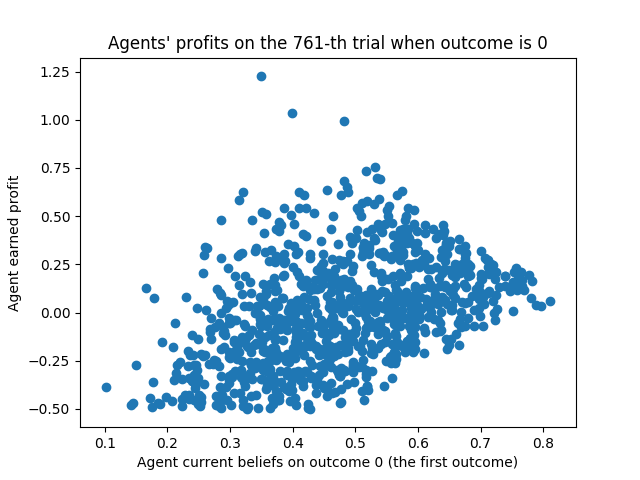 Agents' profits on the 761-th trial when outcome is 0
1.25
1.00
0.75
0.50
0.25
0.00
−0.25
−0.50
Agent earned profit
0.1 0.2 0.3 0.4 0.5 0.6 0.7 0.8
Agent current beliefs on outcome 0 (the first outcome)